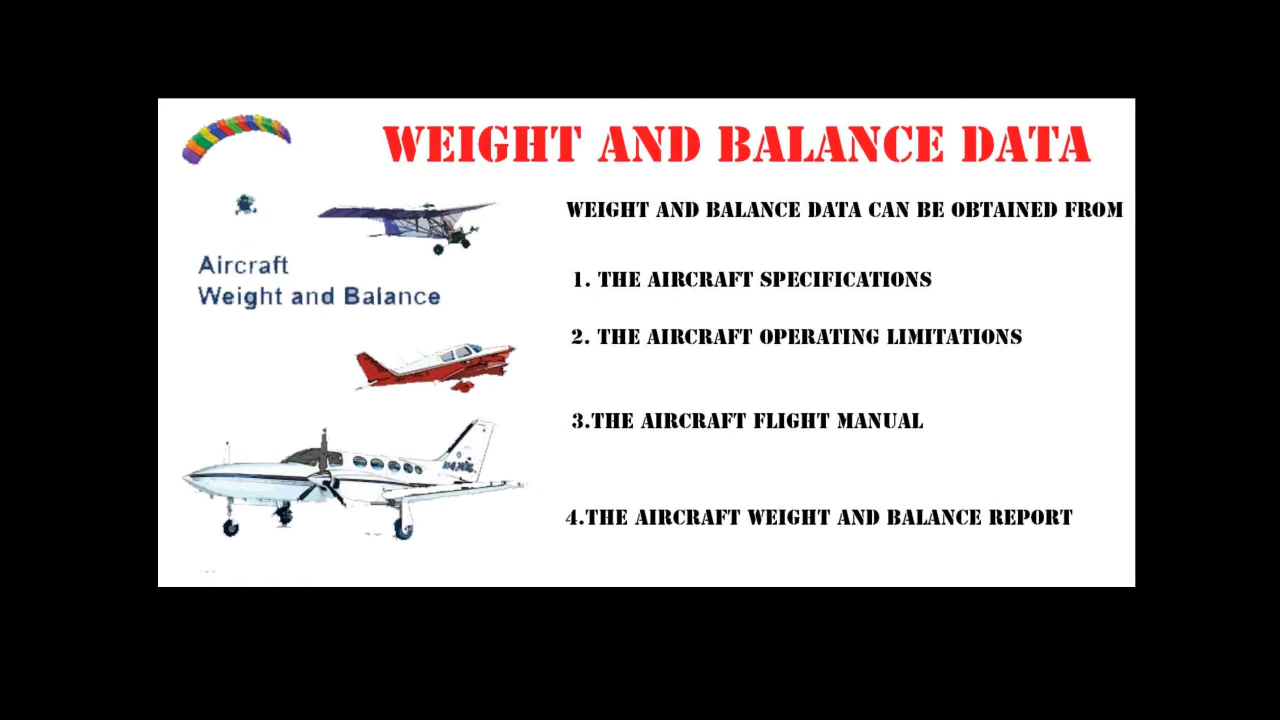 WEIGHT AND BALANCE DATA
WEIGHT AND BALANCE DATA CAN BE OBTAINED FROM
Aircraft
Weight and Balance
1. THE AIRCRAFT SPECIFICATIONS
2. THE AIRCRAFT OPERATING LIMITATIONS
3.THE AIRCRAFT FLIGHT MANUAL
4.THE AIRCRAFT WEIGHT AND BALANCE REPORT